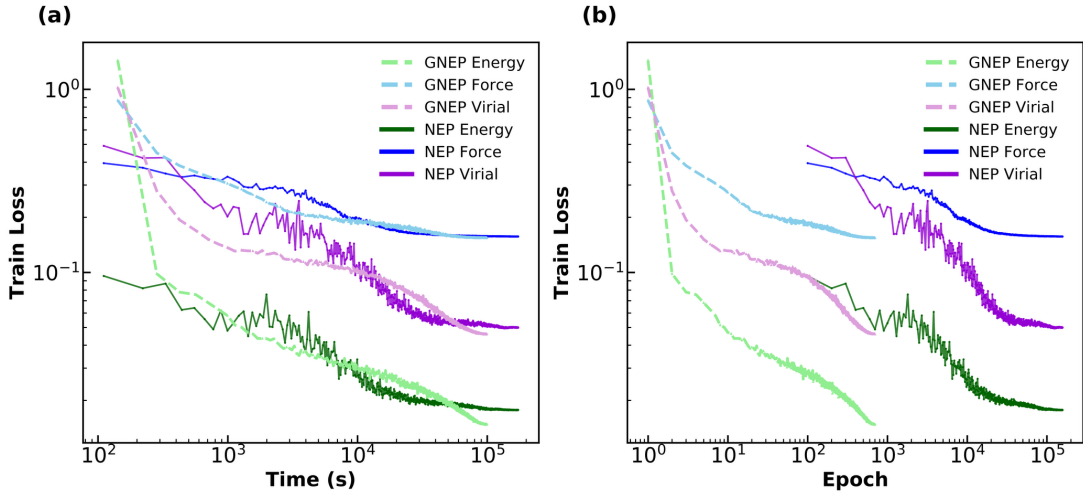 (a)
Train Loss
10⁰
10⁻¹
GNEP Energy
GNEP Force
GNEP Virial
NEP Energy
NEP Force
NEP Virial
10² 10³ 10⁴ 10⁵
Time (s)
(b)
Train Loss
10⁰
10⁻¹
GNEP Energy
GNEP Force
GNEP Virial
NEP Energy
NEP Force
NEP Virial
10⁰ 10¹ 10² 10³ 10⁴ 10⁵
Epoch